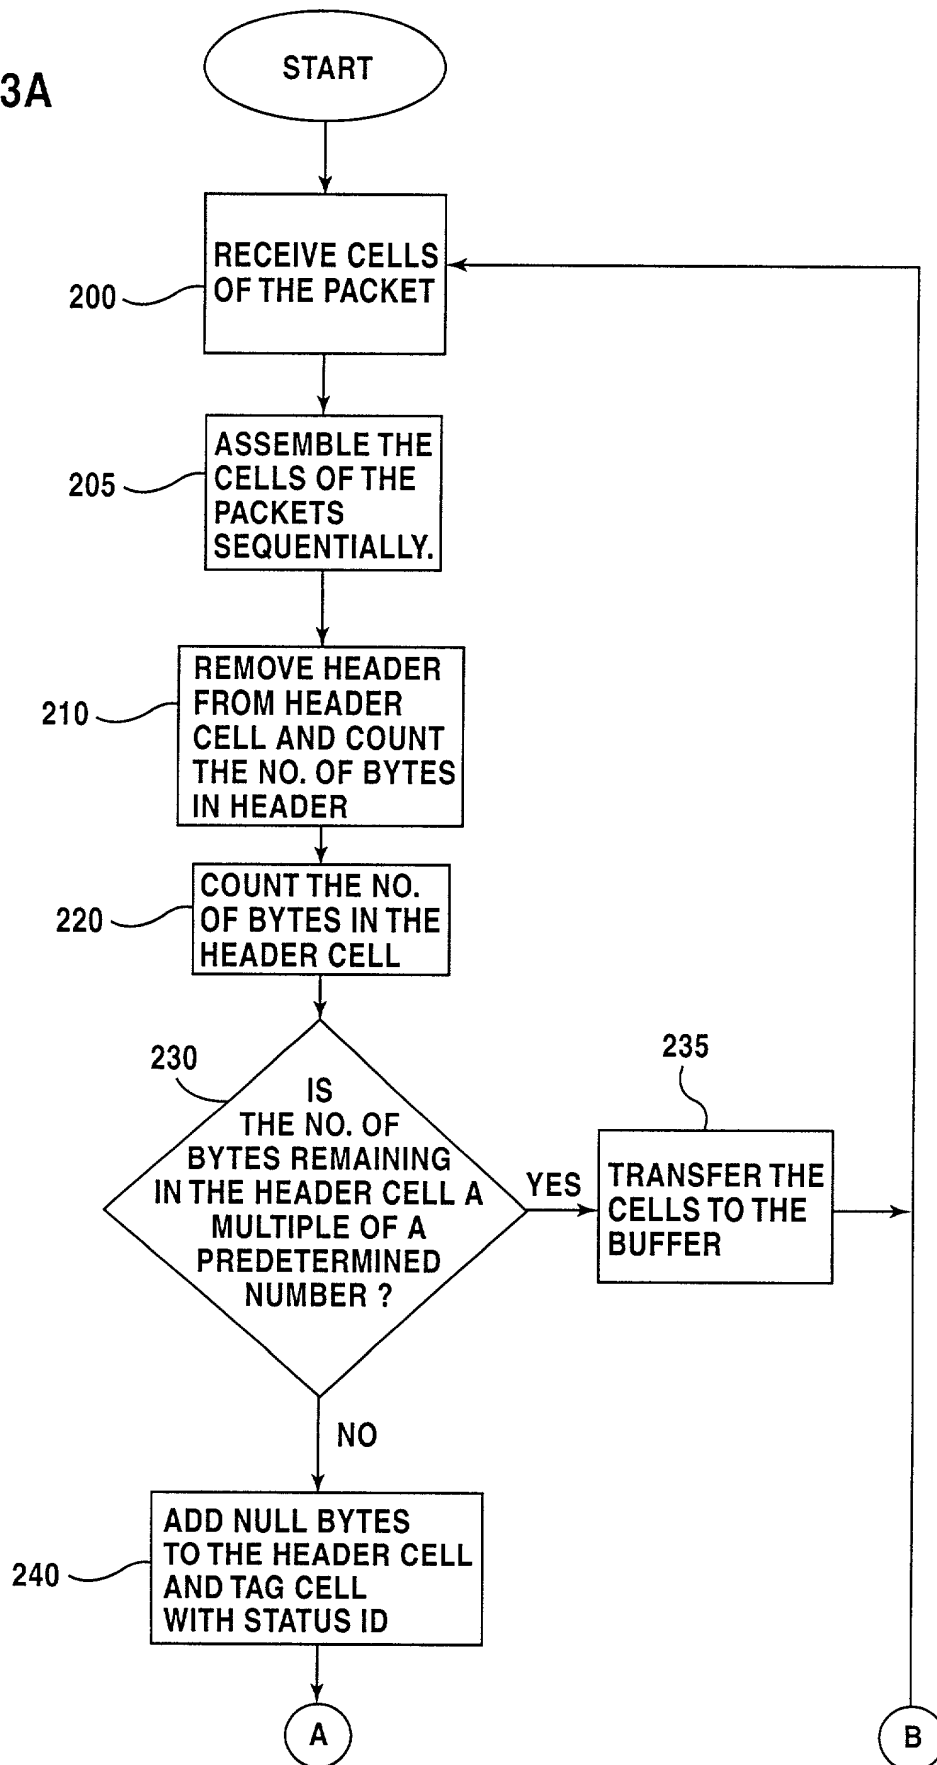 3A
START
RECEIVE CELLS
OF THE PACKET
200
ASSEMBLE THE
CELLS OF THE
PACKETS
SEQUENTIALLY.
205
REMOVE HEADER
FROM HEADER
CELL AND COUNT
THE NO. OF BYTES
IN HEADER
210
COUNT THE NO.
OF BYTES IN THE
HEADER CELL
220
230
IS
THE NO. OF
BYTES REMAINING
IN THE HEADER CELL A
MULTIPLE OF A
PREDETERMINED
NUMBER ?
YES
235
TRANSFER THE
CELLS TO THE
BUFFER
NO
ADD NULL BYTES
TO THE HEADER CELL
AND TAG CELL
WITH STATUS ID
240
A
B